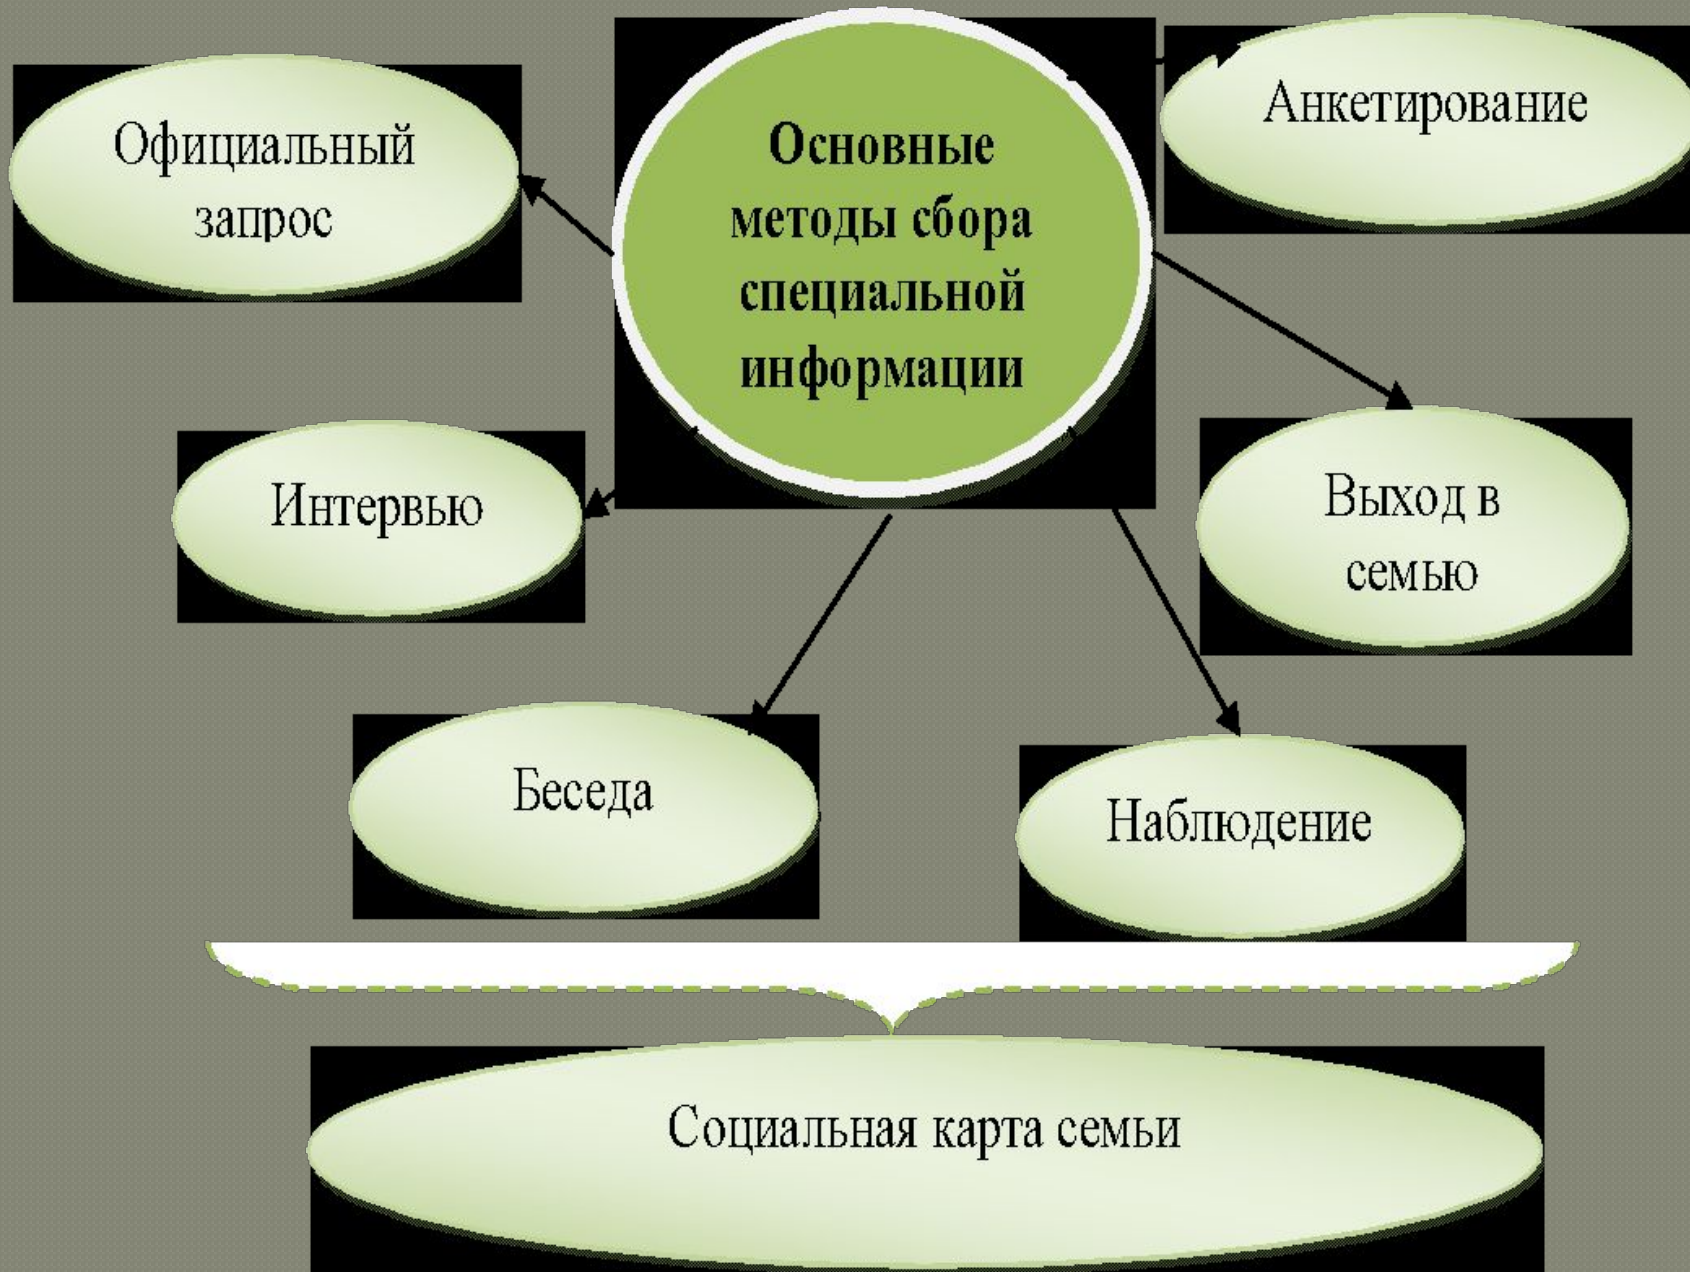 Официальный
запрос
Основные
методы сбора
специальной
информации
Анкетирование
Интервью
Выход в
семью
Беседа
Наблюдение
Социальная карта семьи